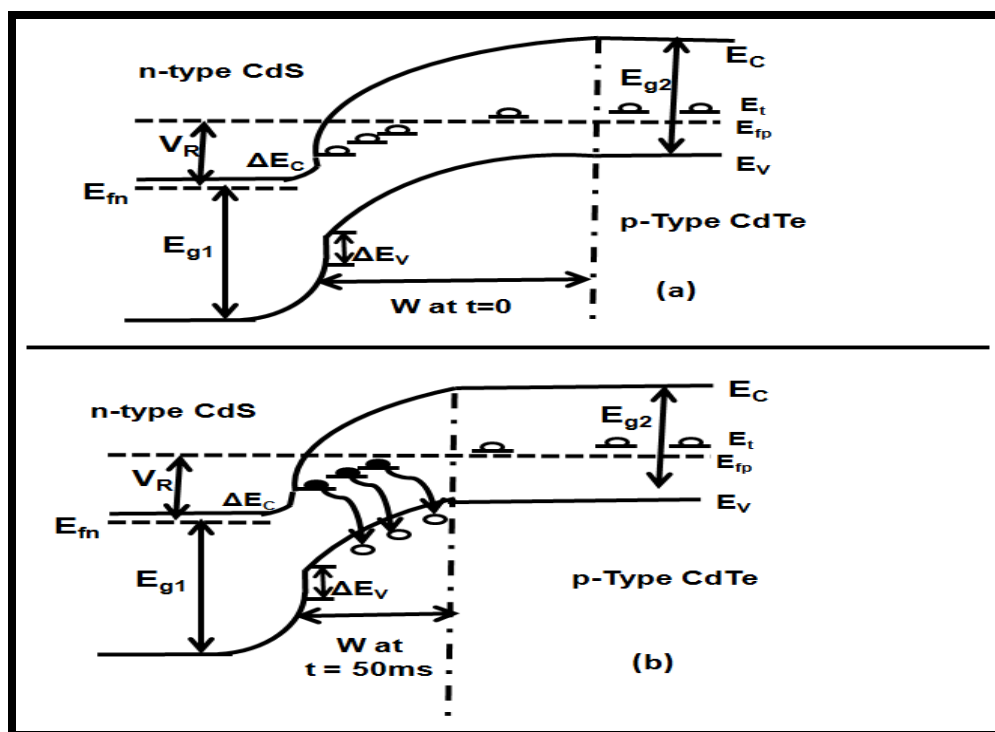 n-type CdS
E_C
E_g2
E_t
V_R
E_fp
ΔE_C
E_V
E_fn
p-Type CdTe
E_g1
ΔE_V
(a)
W at t=0
E_C
n-type CdS
E_g2
E_t
V_R
E_fp
ΔE_C
E_V
E_fn
E_g1
ΔE_V
p-Type CdTe
W at
t = 50ms
(b)